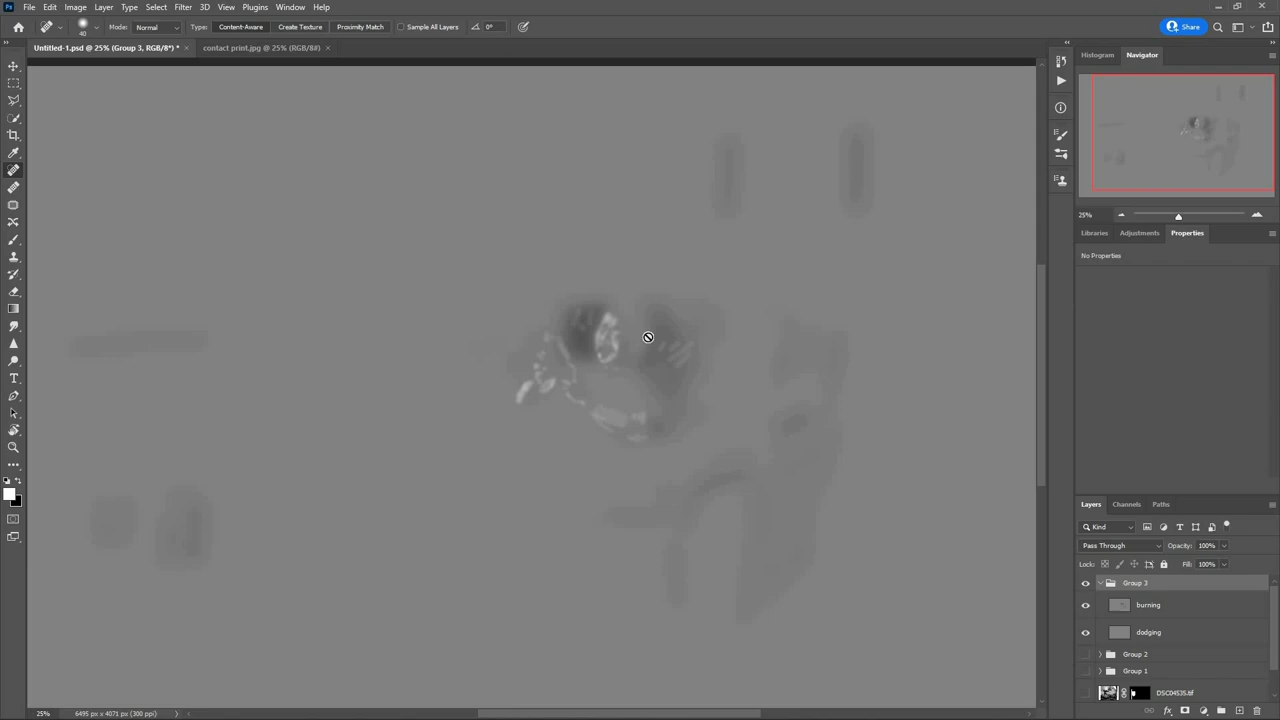 Ps File Edit Image Layer Type Select Filter 3D View Plugins Window Help
40 Mode: Normal Type: Content-Aware Create Texture Proximity Match Sample All Layers 0° Share
Untitled-1.psd @ 25% (Group 3, RGB/8*) * × contact print.jpg @ 25% (RGB/8#) ×
Histogram Navigator
25%
Libraries Adjustments Properties
No Properties
Layers Channels Paths
Kind
Pass Through Opacity: 100%
Lock: Fill: 100%
Group 3
burning
dodging
Group 2
Group 1
DSC04535.tif
25% 6495 px x 4071 px (300 ppi)
fx